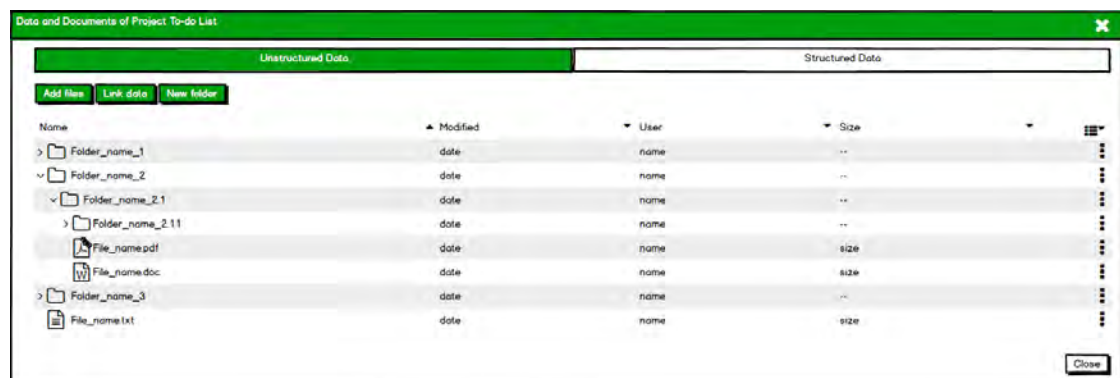 Data and Documents of Project To-do List
Unstructured Data Structured Data
Add files Link data New folder
Name Modified User Size
Folder_name_1 date name --
Folder_name_2 date name --
Folder_name_2.1 date name --
Folder_name_2.1.1 date name --
File_name.pdf date name size
File_name.doc date name size
Folder_name_3 date name --
File_name.txt date name size
Close